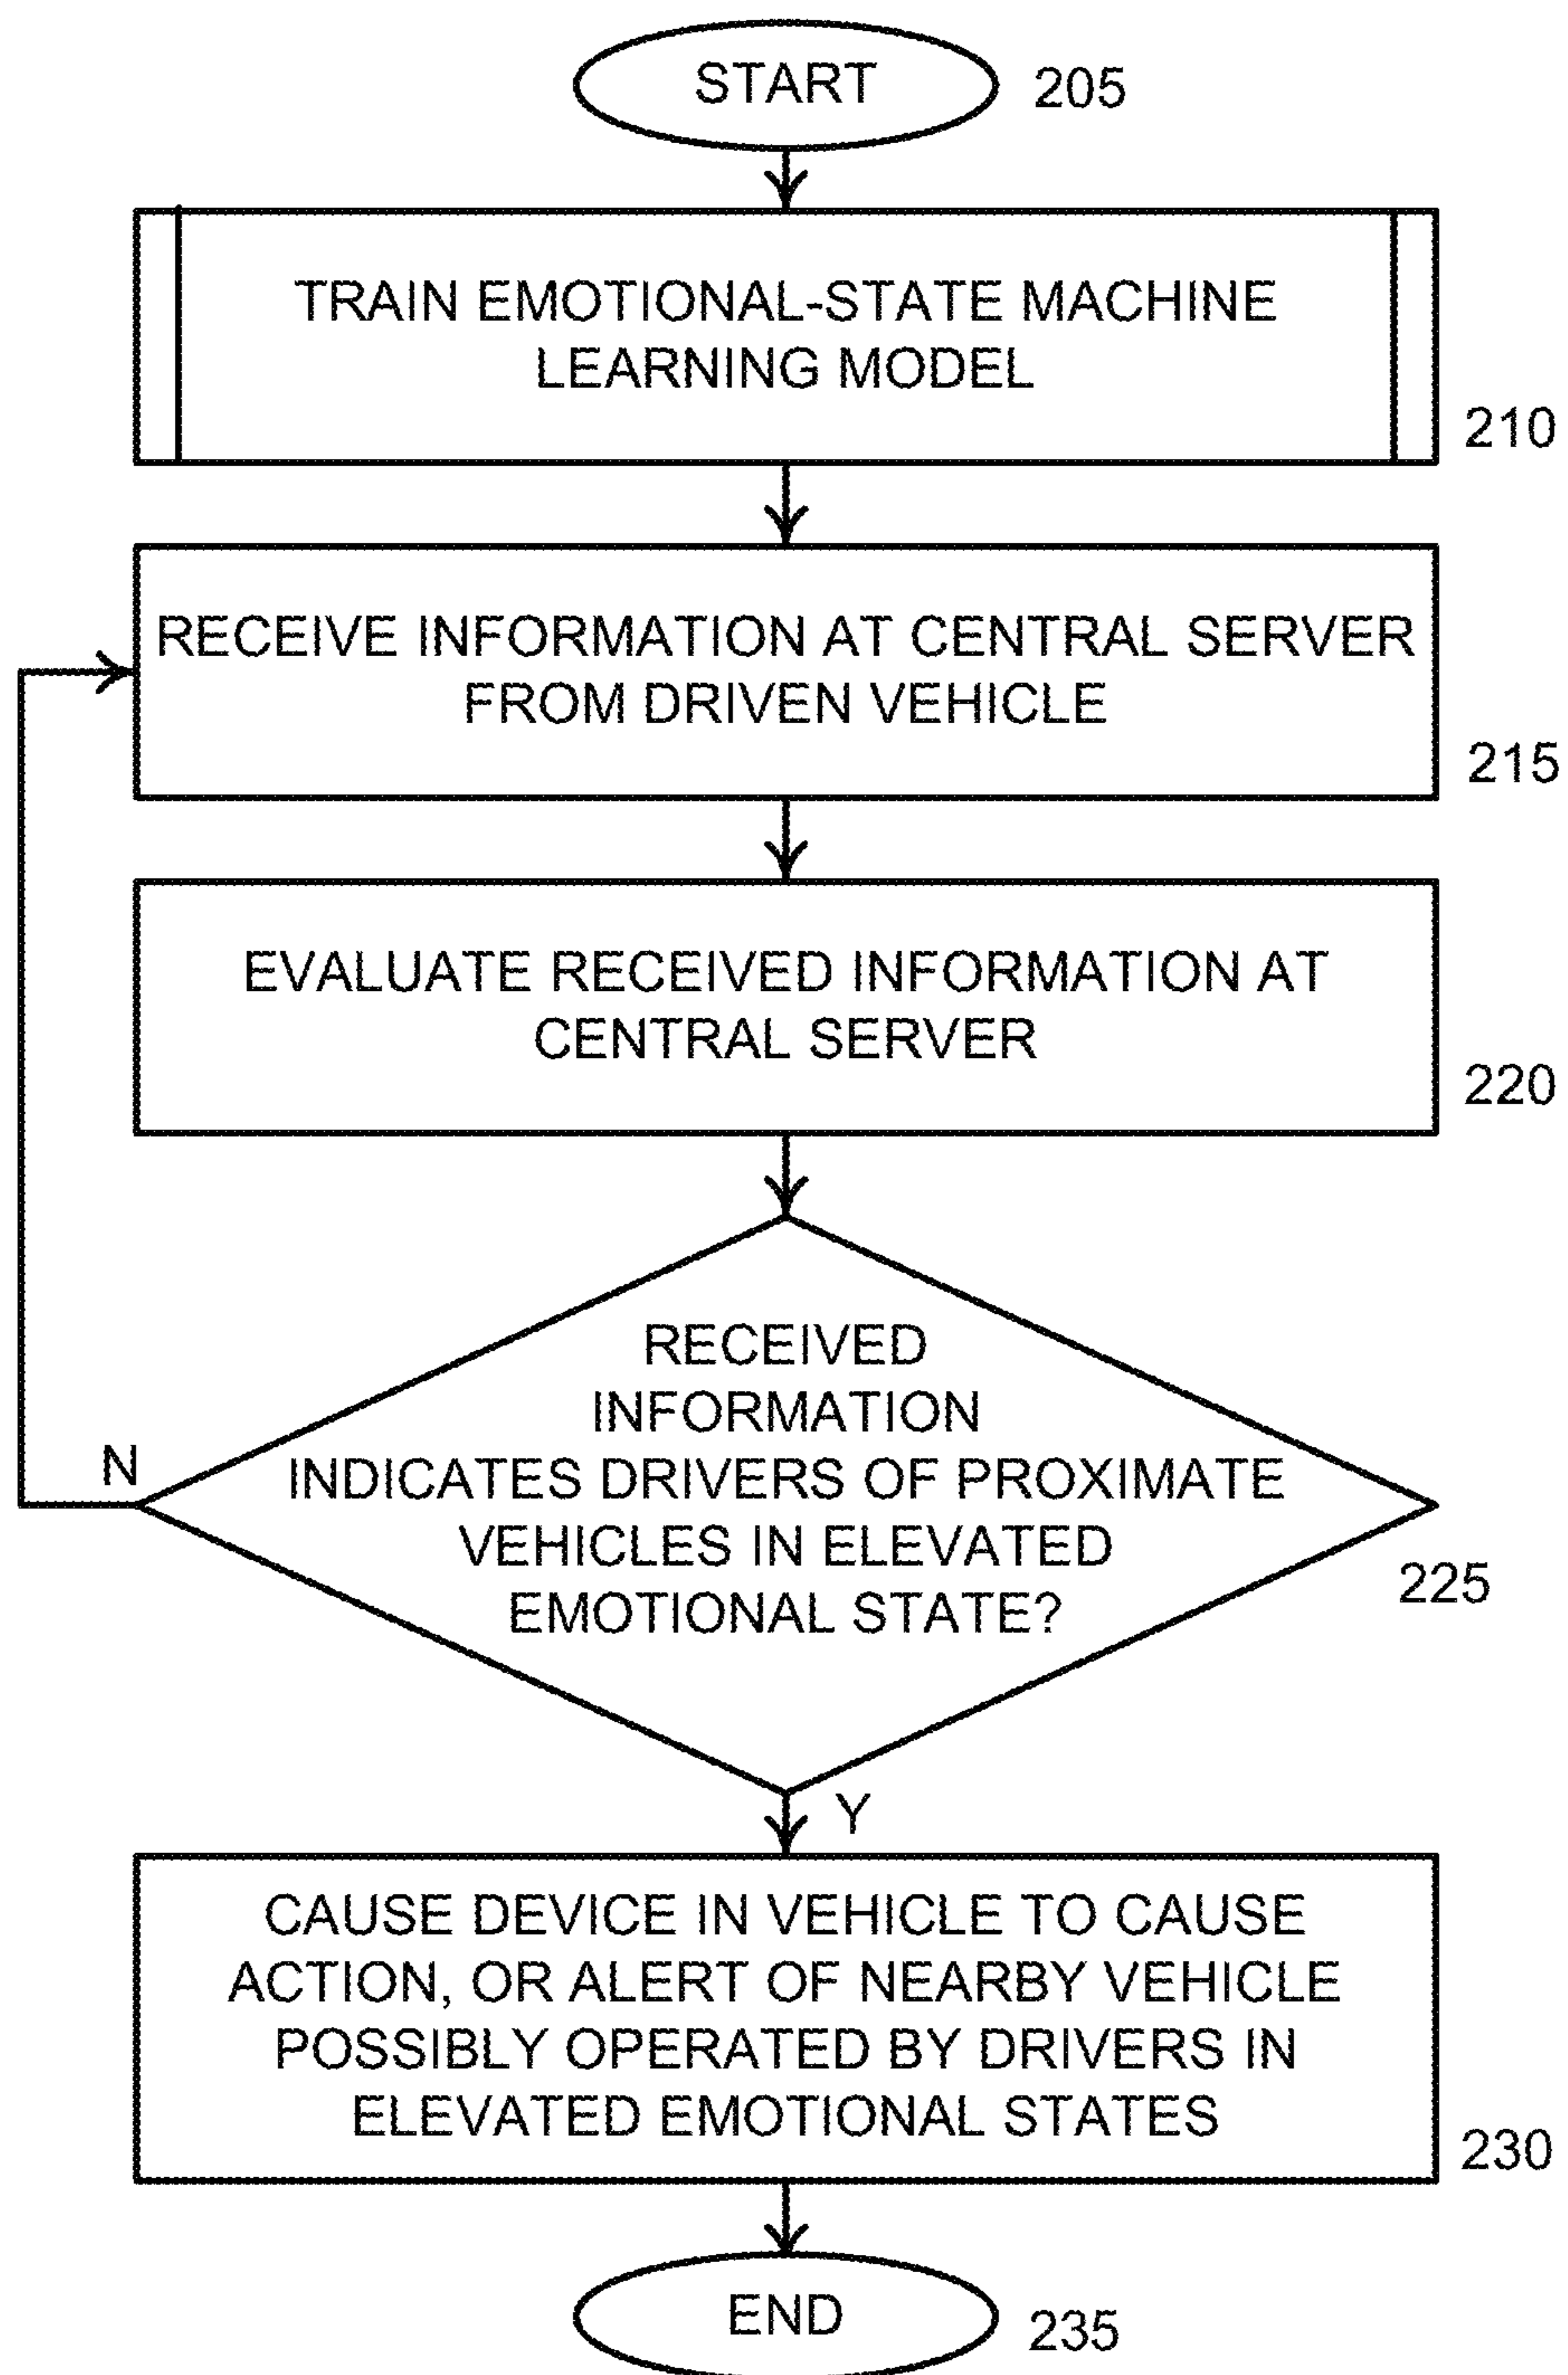 START
205
TRAIN EMOTIONAL-STATE MACHINE
LEARNING MODEL
210
RECEIVE INFORMATION AT CENTRAL SERVER
FROM DRIVEN VEHICLE
215
EVALUATE RECEIVED INFORMATION AT
CENTRAL SERVER
220
RECEIVED
INFORMATION
INDICATES DRIVERS OF PROXIMATE
VEHICLES IN ELEVATED
EMOTIONAL STATE?
N
225
Y
CAUSE DEVICE IN VEHICLE TO CAUSE
ACTION, OR ALERT OF NEARBY VEHICLE
POSSIBLY OPERATED BY DRIVERS IN
ELEVATED EMOTIONAL STATES
230
END
235